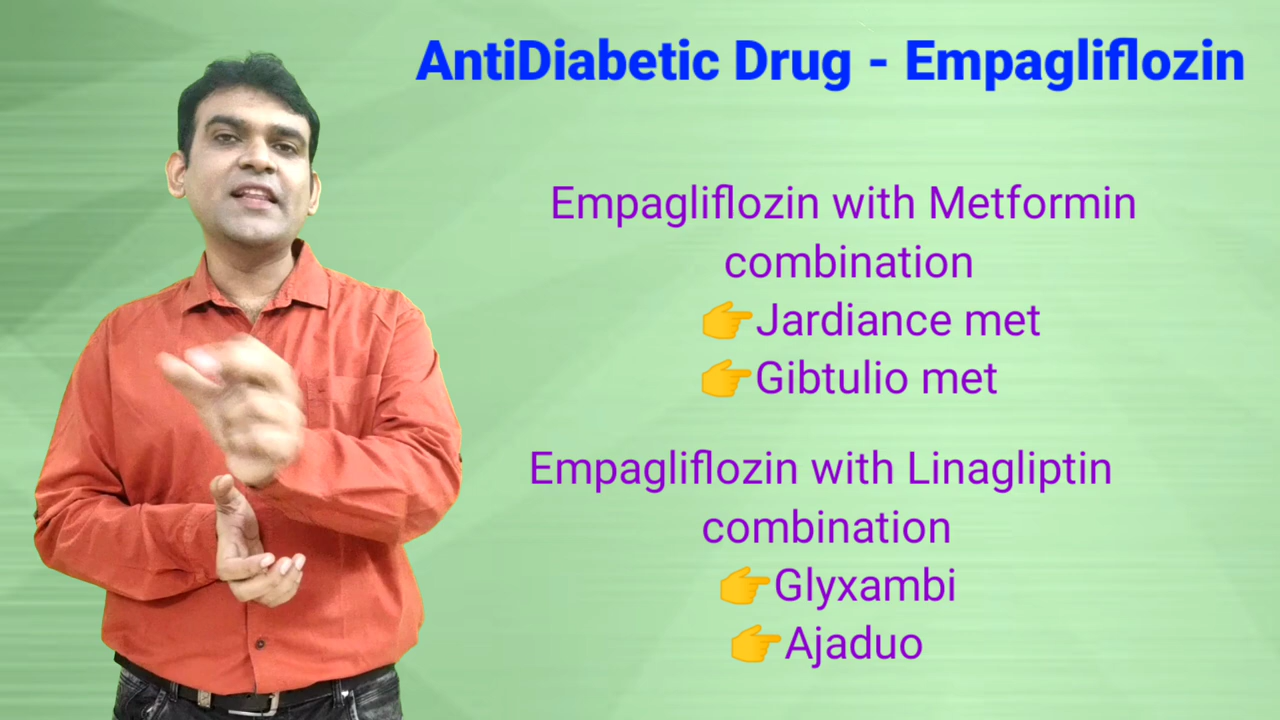 AntiDiabetic Drug - Empagliflozin
Empagliflozin with Metformin
combination
👉Jardiance met
👉Gibtulio met
Empagliflozin with Linagliptin
combination
👉Glyxambi
👉Ajaduo